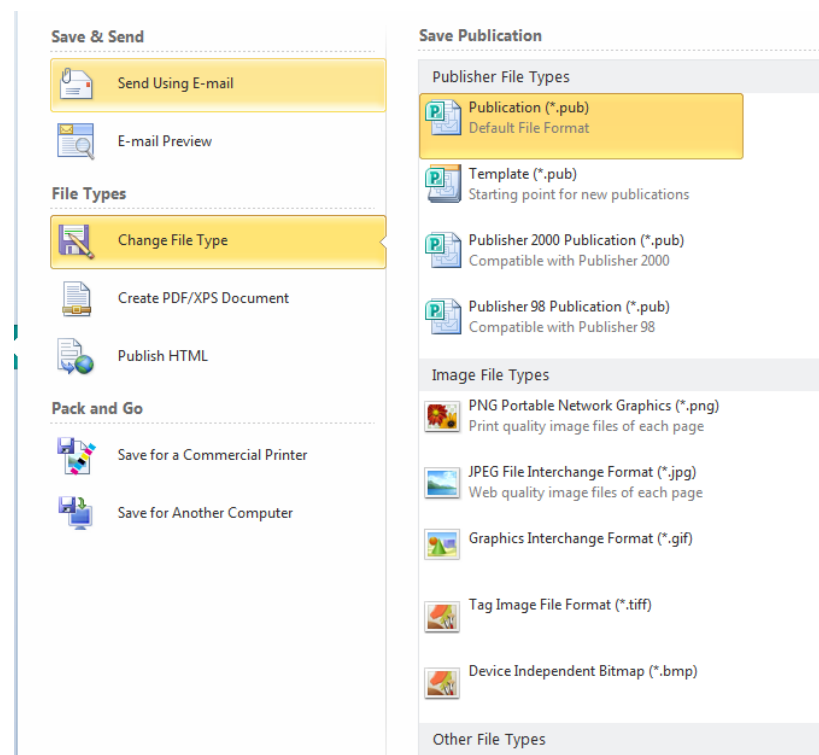 Save & Send
Send Using E-mail
E-mail Preview
File Types
Change File Type
Create PDF/XPS Document
Publish HTML
Pack and Go
Save for a Commercial Printer
Save for Another Computer
Save Publication
Publisher File Types
Publication (*.pub)
Default File Format
Template (*.pub)
Starting point for new publications
Publisher 2000 Publication (*.pub)
Compatible with Publisher 2000
Publisher 98 Publication (*.pub)
Compatible with Publisher 98
Image File Types
PNG Portable Network Graphics (*.png)
Print quality image files of each page
JPEG File Interchange Format (*.jpg)
Web quality image files of each page
Graphics Interchange Format (*.gif)
Tag Image File Format (*.tiff)
Device Independent Bitmap (*.bmp)
Other File Types